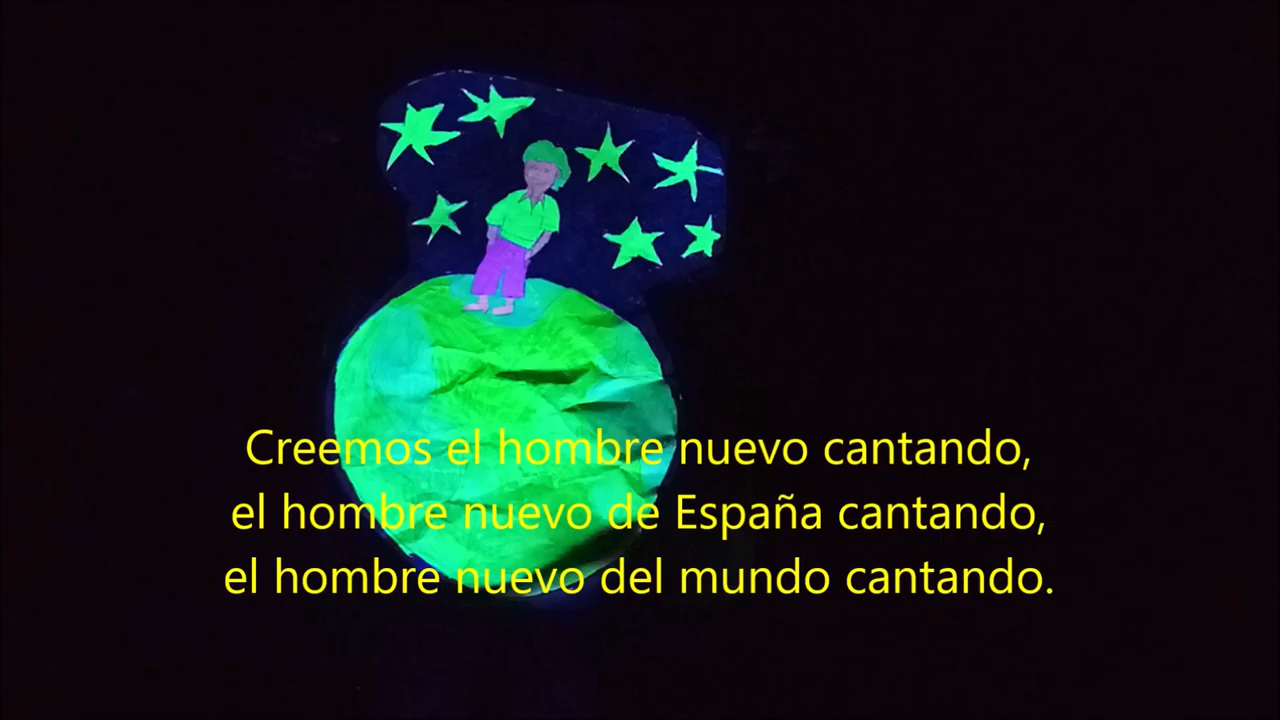 Creemos el hombre nuevo cantando,
el hombre nuevo de España cantando,
el hombre nuevo del mundo cantando.